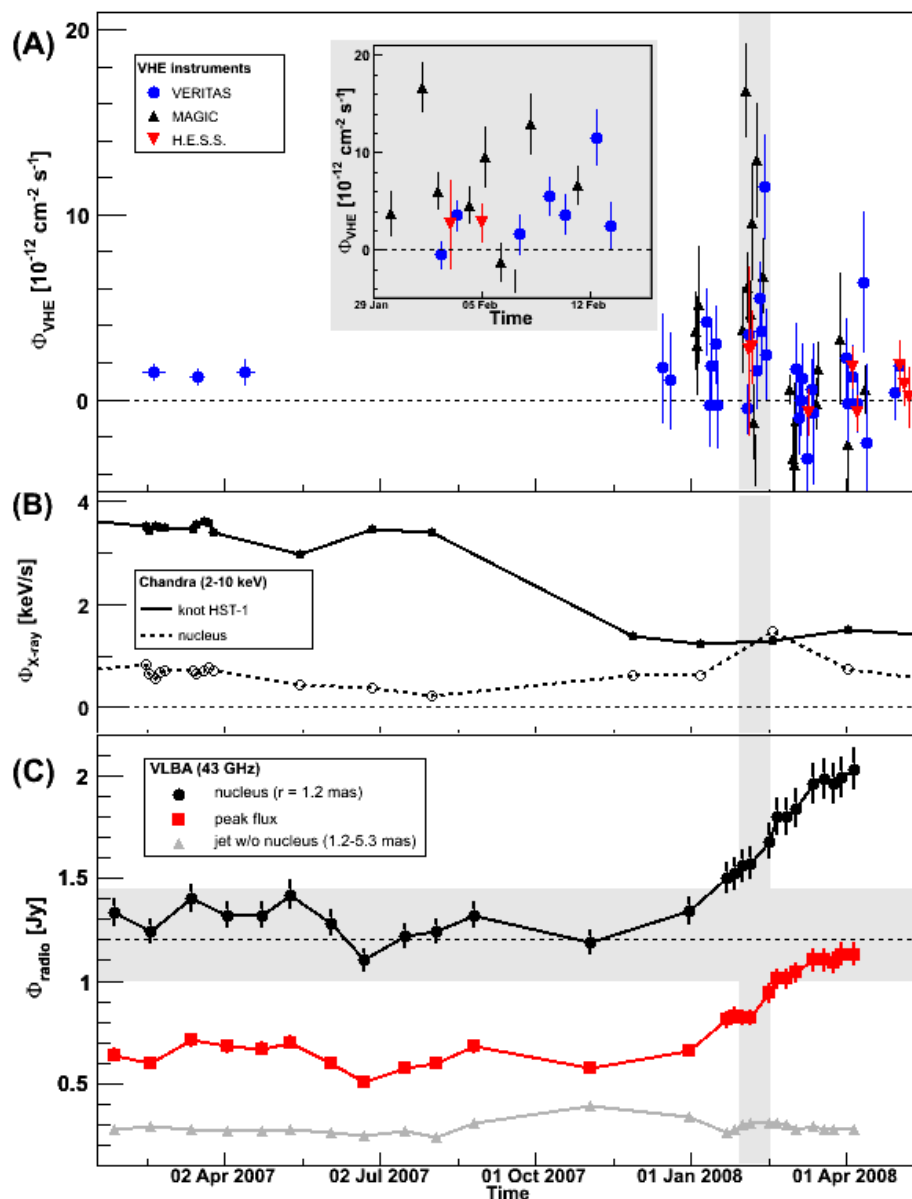 (A)
20
10
0
Φ_VHE [10⁻¹² cm⁻² s⁻¹]
VHE instruments
VERITAS
MAGIC
H.E.S.S.
20
10
0
Φ_VHE [10⁻¹² cm⁻² s⁻¹]
29 Jan 05 Feb 12 Feb
Time
(B)
4
2
0
Φ_X-ray [keV/s]
Chandra (2-10 keV)
knot HST-1
nucleus
(C)
2
1.5
1
0.5
Φ_radio [Jy]
VLBA (43 GHz)
nucleus (r = 1.2 mas)
peak flux
jet w/o nucleus (1.2-5.3 mas)
02 Apr 2007 02 Jul 2007 01 Oct 2007 01 Jan 2008 01 Apr 2008
Time